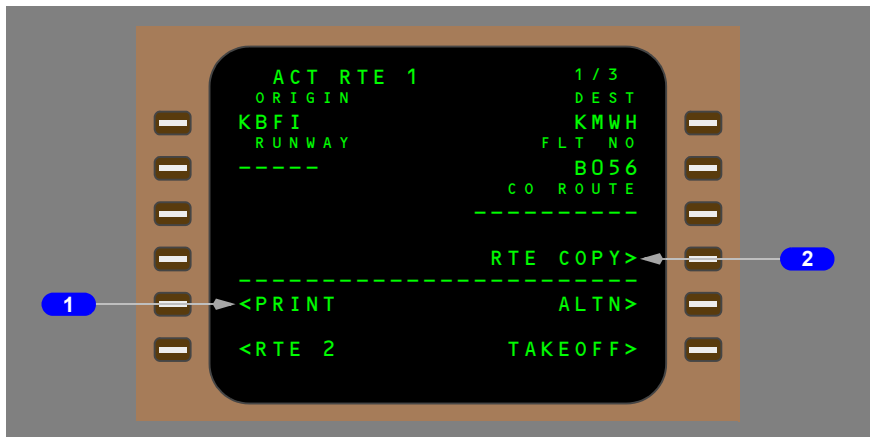 ACT RTE 1 1/3
ORIGIN DEST
KBFI KMWH
RUNWAY FLT NO
----- BO56
CO ROUTE
----------
RTE COPY> 2
------------------------
1 <PRINT ALTN>
<RTE 2 TAKEOFF>